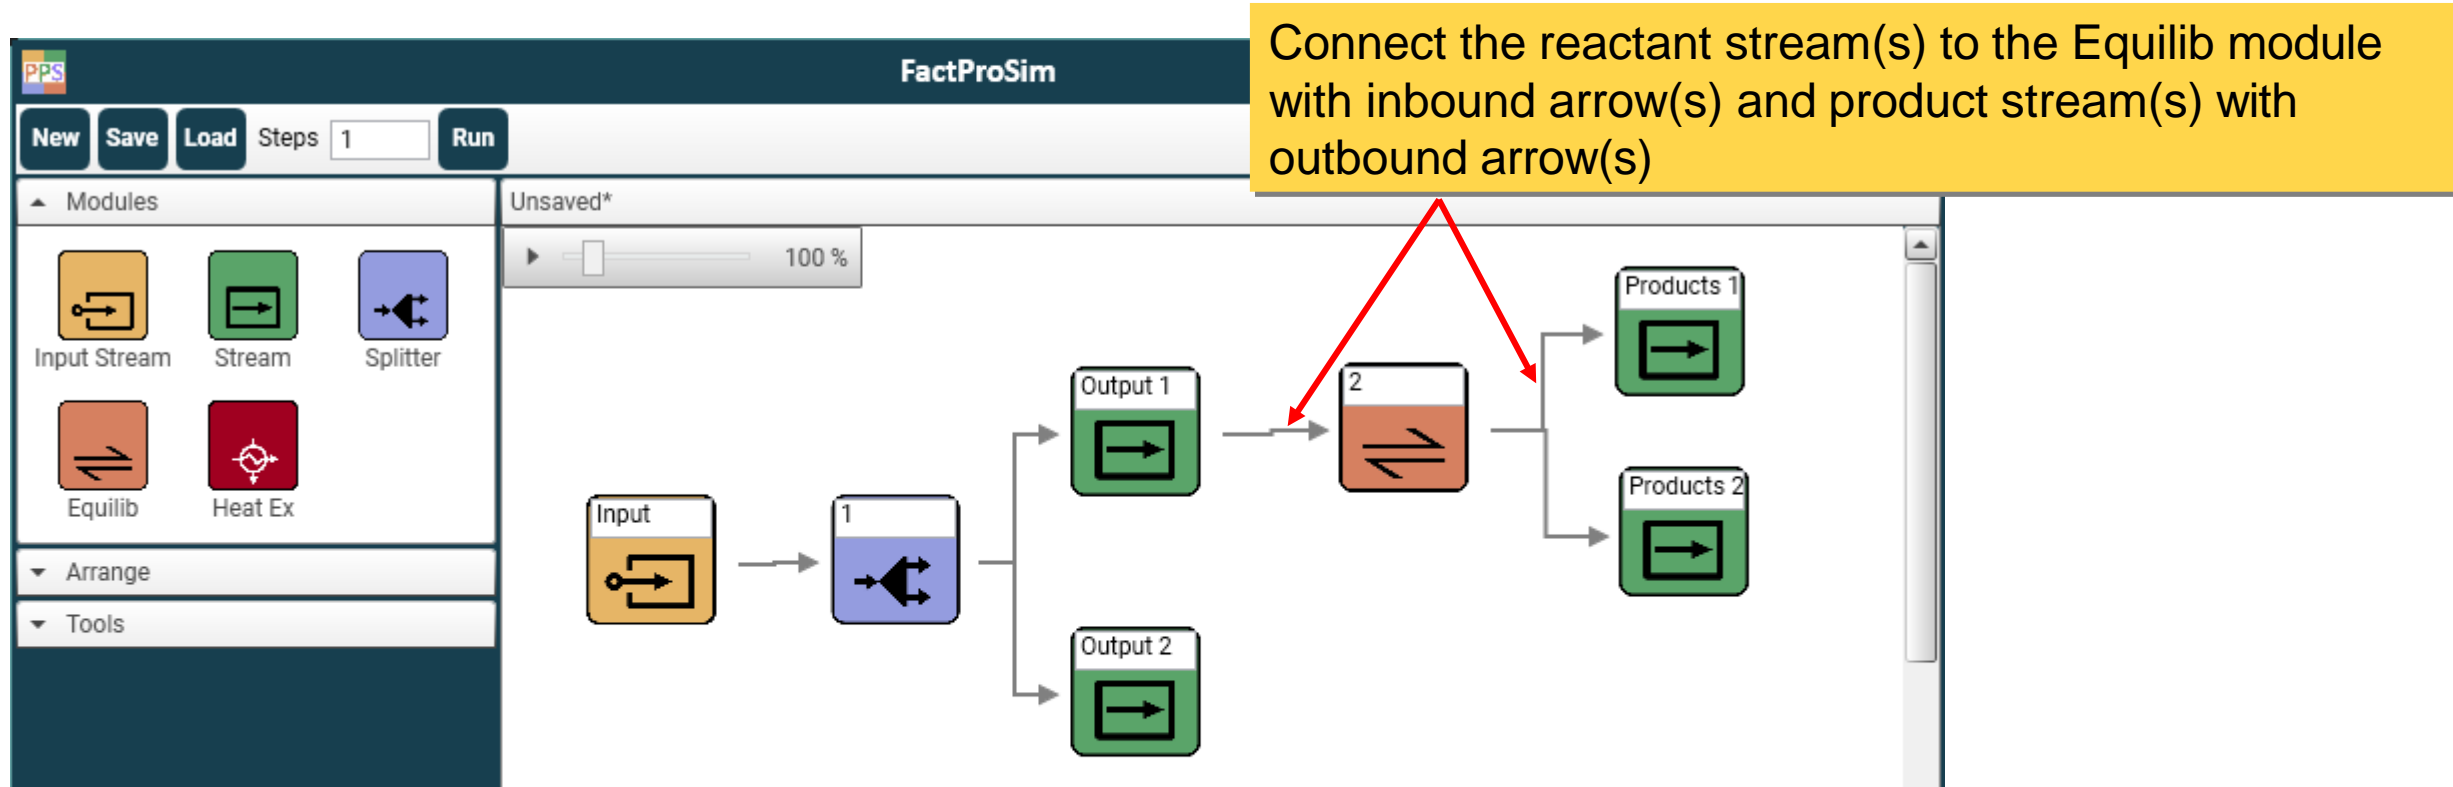 Connect the reactant stream(s) to the Equilib module
with inbound arrow(s) and product stream(s) with
outbound arrow(s)
PPS
FactProSim
New Save Load Steps 1 Run
Modules
Unsaved*
100 %
Input Stream Stream Splitter
Equilib Heat Ex
Arrange
Tools
Input
1
Output 1
Output 2
2
Products 1
Products 2